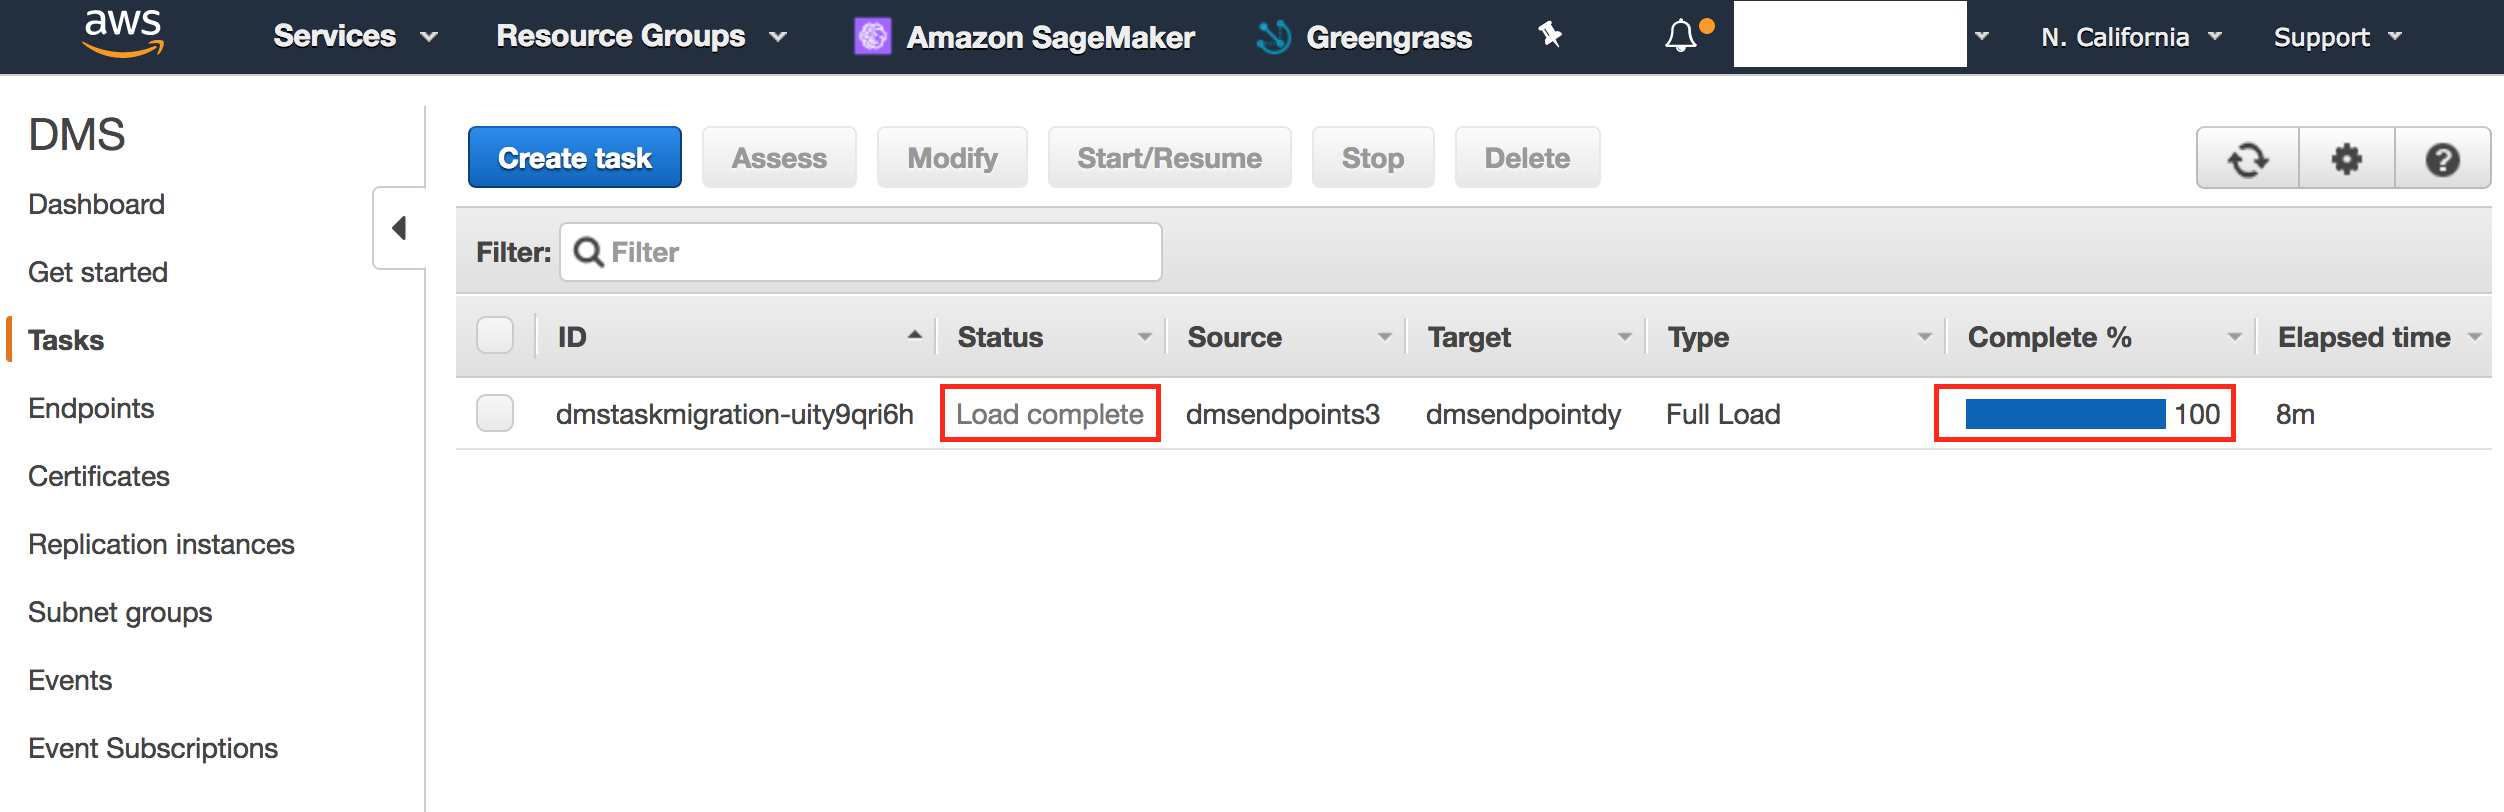 aws Services Resource Groups Amazon SageMaker Greengrass N. California Support
DMS
Dashboard
Get started
Tasks
Endpoints
Certificates
Replication instances
Subnet groups
Events
Event Subscriptions
Create task Assess Modify Start/Resume Stop Delete
Filter: Filter
ID Status Source Target Type Complete % Elapsed time
dmstaskmigration-uity9qri6h Load complete dmsendpoints3 dmsendpointdy Full Load 100 8m